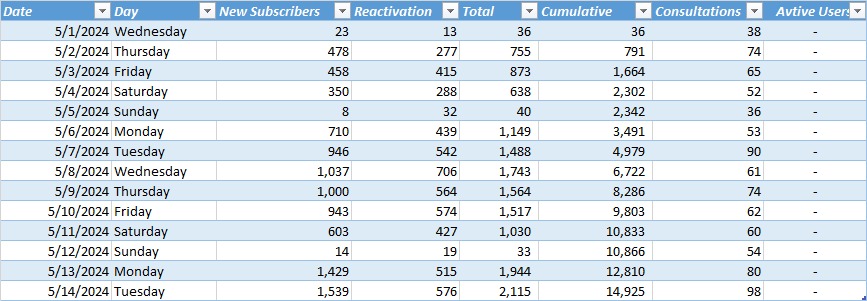 Date Day New Subscribers Reactivation Total Cumulative Consultations Avtive Users
5/1/2024 Wednesday 23 13 36 36 38 -
5/2/2024 Thursday 478 277 755 791 74 -
5/3/2024 Friday 458 415 873 1,664 65 -
5/4/2024 Saturday 350 288 638 2,302 52 -
5/5/2024 Sunday 8 32 40 2,342 36 -
5/6/2024 Monday 710 439 1,149 3,491 53 -
5/7/2024 Tuesday 946 542 1,488 4,979 90 -
5/8/2024 Wednesday 1,037 706 1,743 6,722 61 -
5/9/2024 Thursday 1,000 564 1,564 8,286 74 -
5/10/2024 Friday 943 574 1,517 9,803 62 -
5/11/2024 Saturday 603 427 1,030 10,833 60 -
5/12/2024 Sunday 14 19 33 10,866 54 -
5/13/2024 Monday 1,429 515 1,944 12,810 80 -
5/14/2024 Tuesday 1,539 576 2,115 14,925 98 -